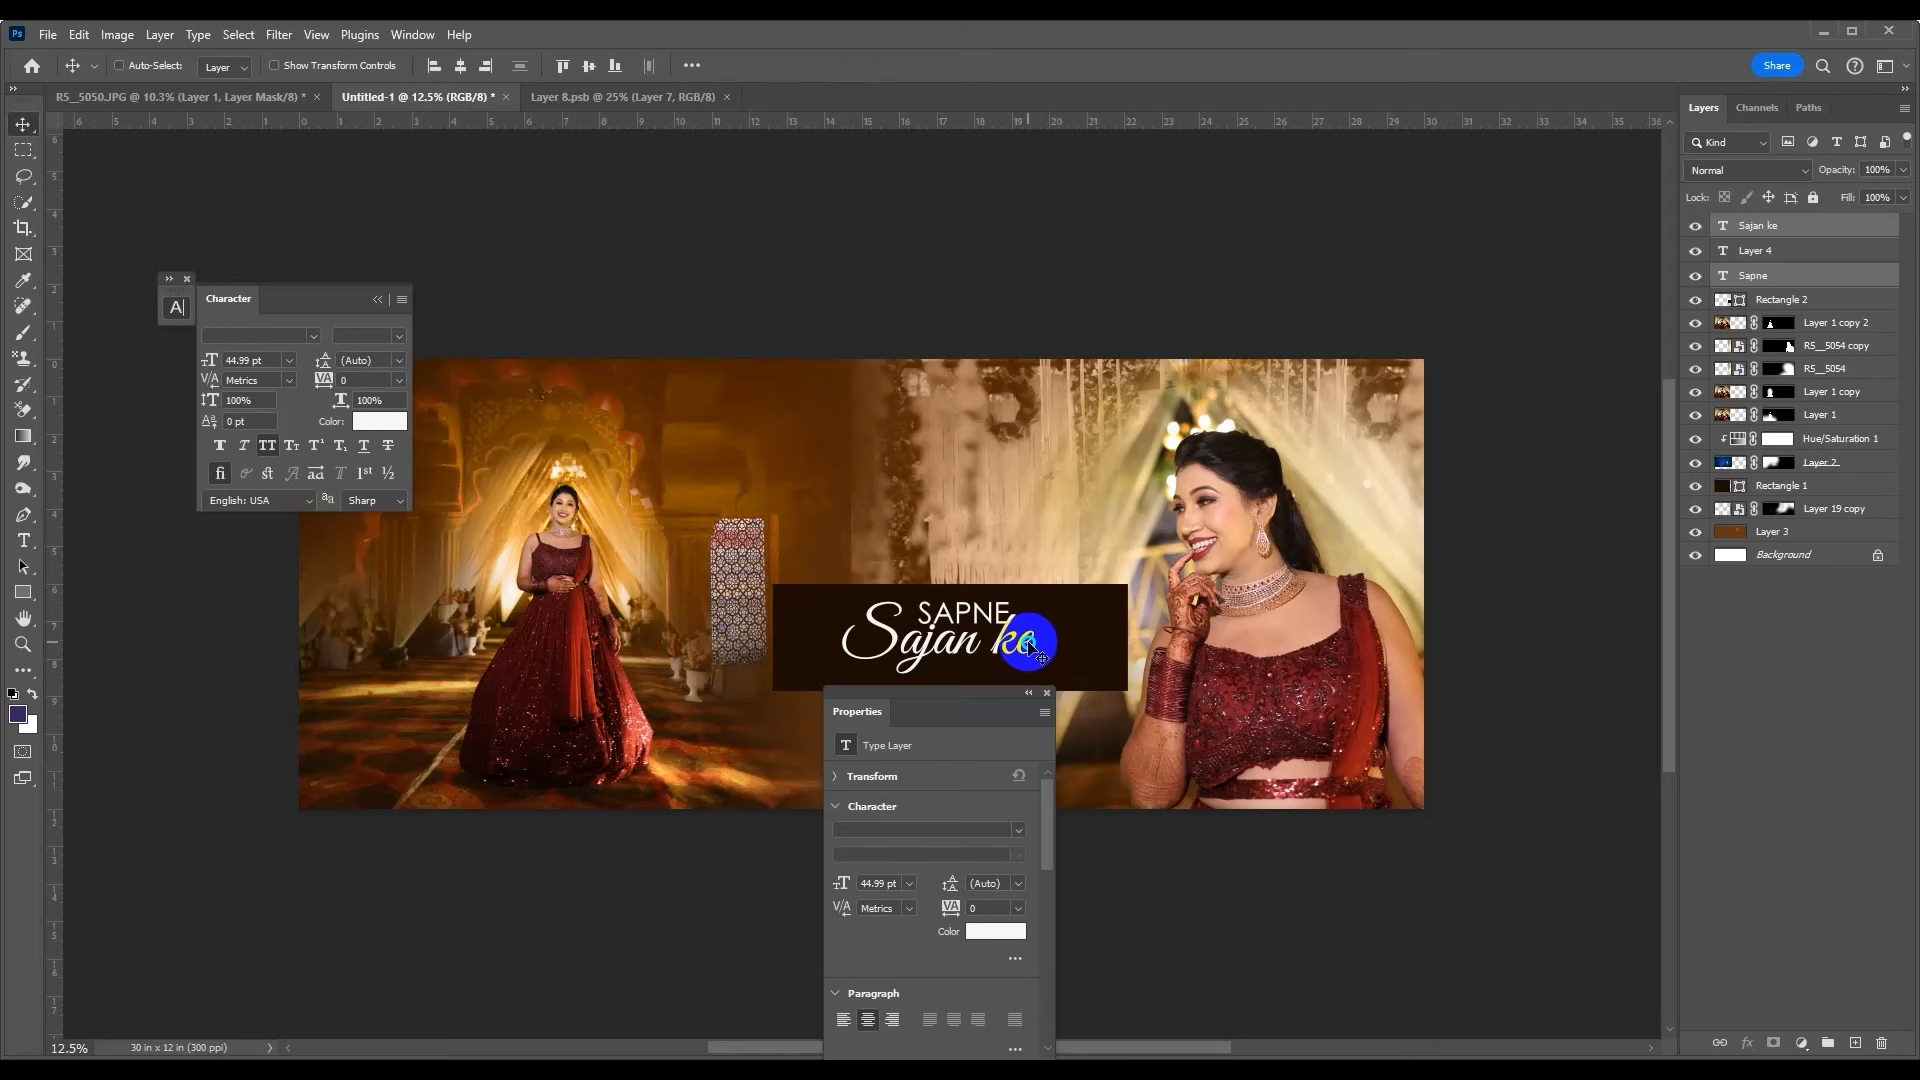 Ps File Edit Image Layer Type Select Filter View Plugins Window Help
Auto-Select: Layer Show Transform Controls Share
R5__5050.JPG @ 10.3% (Layer 1, Layer Mask/8) * × Untitled-1 @ 12.5% (RGB/8) * × Layer 8.psb @ 25% (Layer 7, RGB/8) ×
Layers Channels Paths
Kind
Normal Opacity: 100%
Lock: Fill: 100%
Sajan ke
Layer 4
Sapne
Rectangle 2
Layer 1 copy 2
R5__5054 copy
R5__5054
Layer 1 copy
Layer 1
Hue/Saturation 1
Layer 2
Rectangle 1
Layer 19 copy
Layer 3
Background
Character
44.99 pt (Auto)
Metrics 0
100% 100%
0 pt Color:
English: USA Sharp
SAPNE
Sajan ke
Properties
Type Layer
Transform
Character
44.99 pt (Auto)
Metrics 0
Color
Paragraph
12.5% 30 in x 12 in (300 ppi)